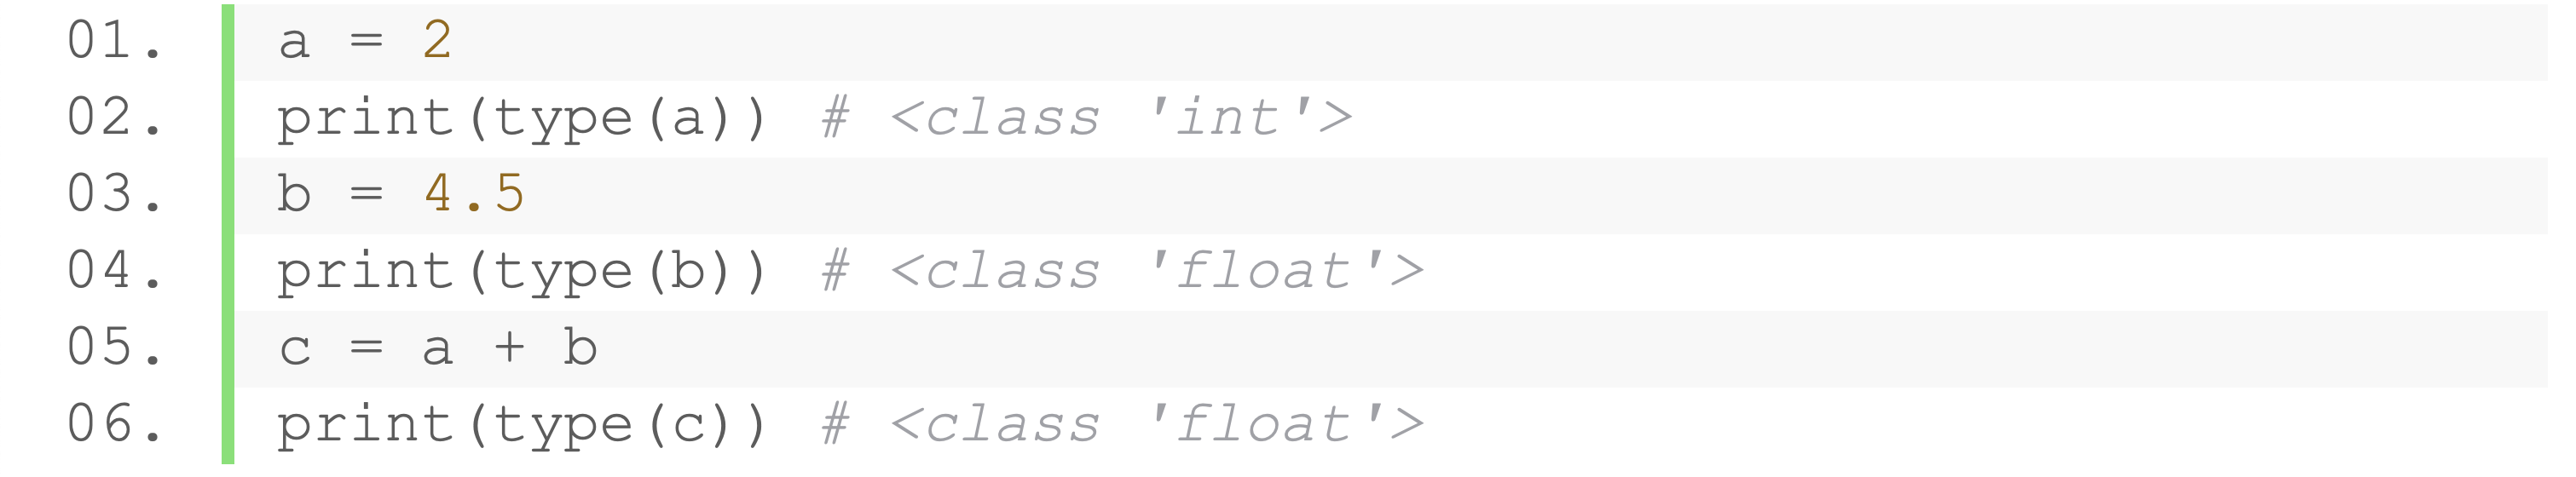 01. a = 2
02. print(type(a)) # <class 'int'>
03. b = 4.5
04. print(type(b)) # <class 'float'>
05. c = a + b
06. print(type(c)) # <class 'float'>